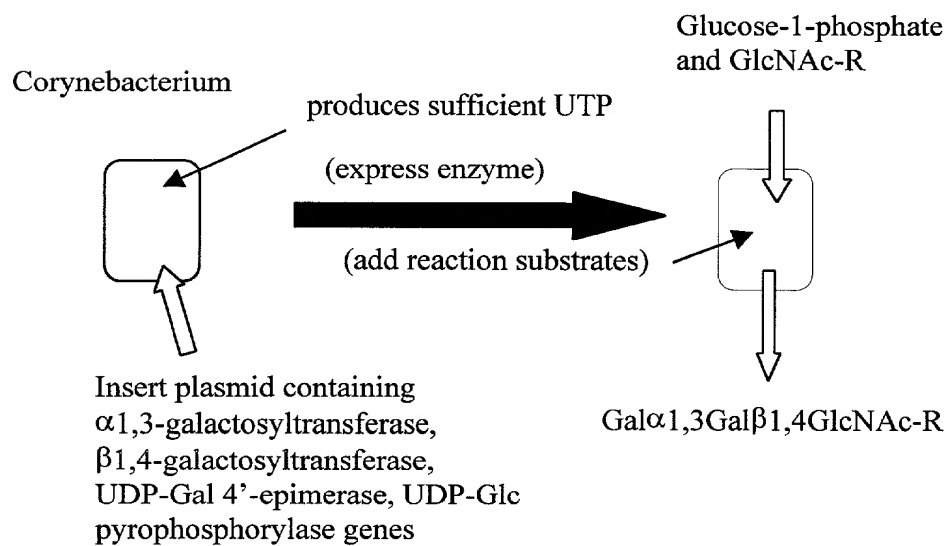 Glucose-1-phosphate
and GlcNAc-R
Corynebacterium
produces sufficient UTP
(express enzyme)
(add reaction substrates)
Insert plasmid containing
α1,3-galactosyltransferase,
β1,4-galactosyltransferase,
UDP-Gal 4’-epimerase, UDP-Glc
pyrophosphorylase genes
Galα1,3Galβ1,4GlcNAc-R